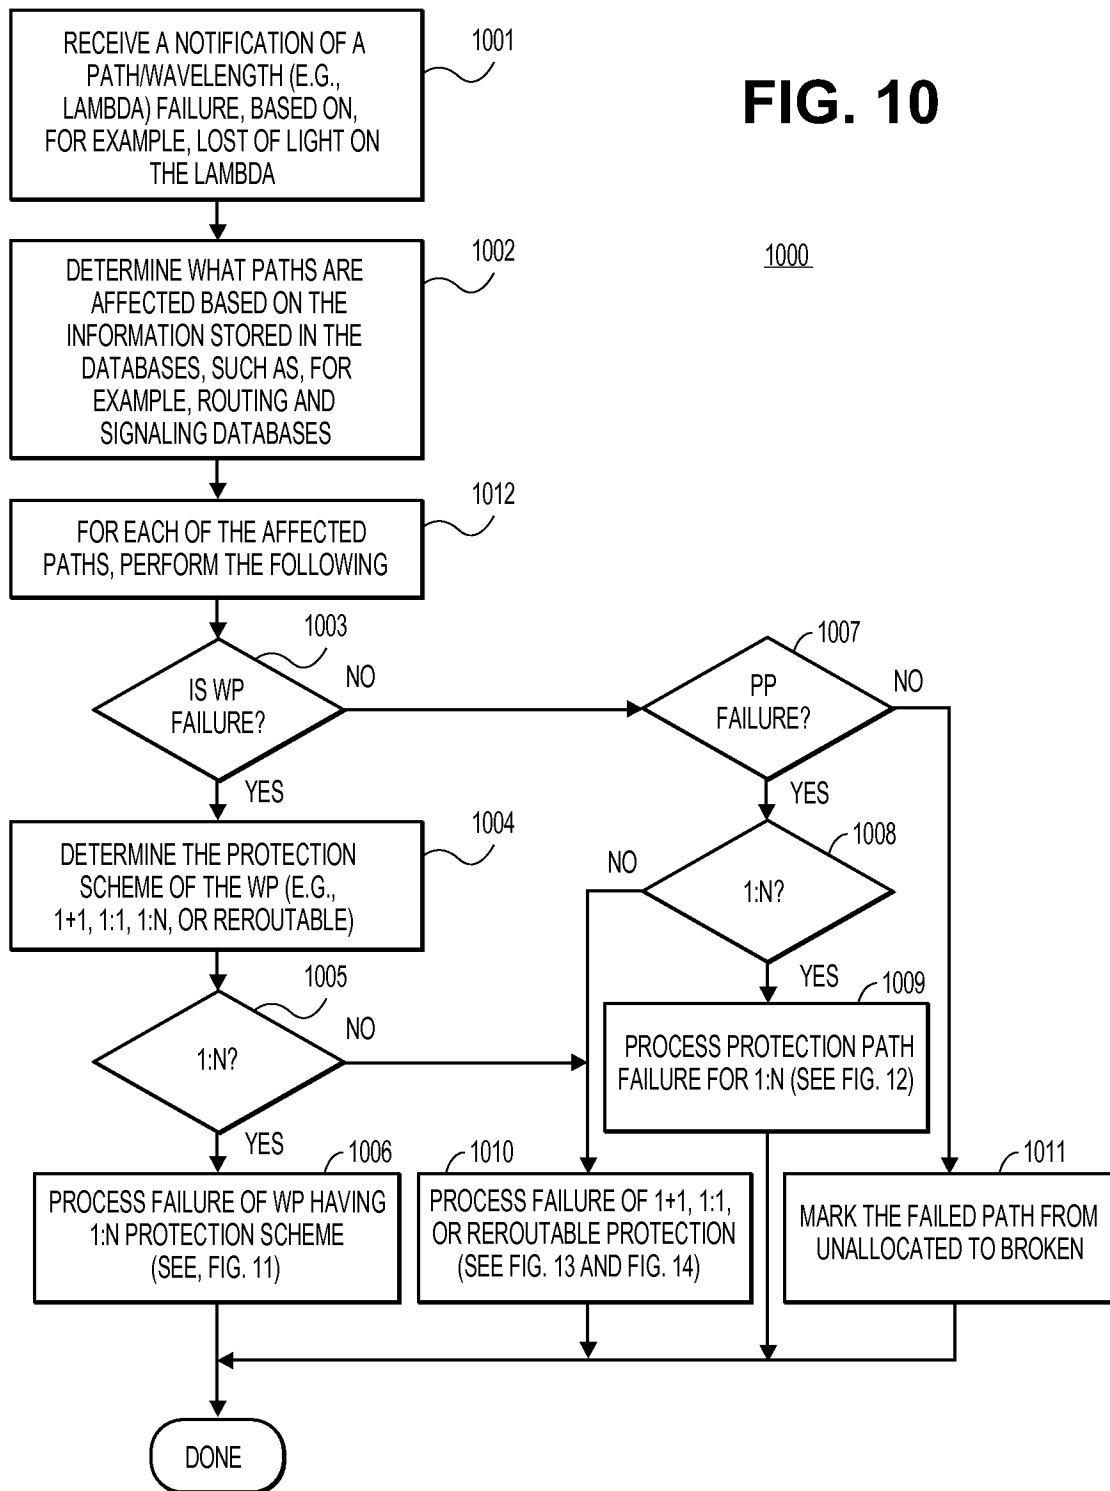 FIG. 10
1000
RECEIVE A NOTIFICATION OF A
PATH/WAVELENGTH (E.G.,
LAMBDA) FAILURE, BASED ON,
FOR EXAMPLE, LOST OF LIGHT ON
THE LAMBDA
1001
DETERMINE WHAT PATHS ARE
AFFECTED BASED ON THE
INFORMATION STORED IN THE
DATABASES, SUCH AS, FOR
EXAMPLE, ROUTING AND
SIGNALING DATABASES
1002
FOR EACH OF THE AFFECTED
PATHS, PERFORM THE FOLLOWING
1012
IS WP
FAILURE?
1003
NO
YES
PP
FAILURE?
1007
NO
YES
DETERMINE THE PROTECTION
SCHEME OF THE WP (E.G.,
1+1, 1:1, 1:N, OR REROUTABLE)
1004
1:N?
1008
NO
YES
1:N?
1005
NO
YES
PROCESS PROTECTION PATH
FAILURE FOR 1:N (SEE FIG. 12)
1009
PROCESS FAILURE OF WP HAVING
1:N PROTECTION SCHEME
(SEE, FIG. 11)
1006
PROCESS FAILURE OF 1+1, 1:1,
OR REROUTABLE PROTECTION
(SEE FIG. 13 AND FIG. 14)
1010
MARK THE FAILED PATH FROM
UNALLOCATED TO BROKEN
1011
DONE